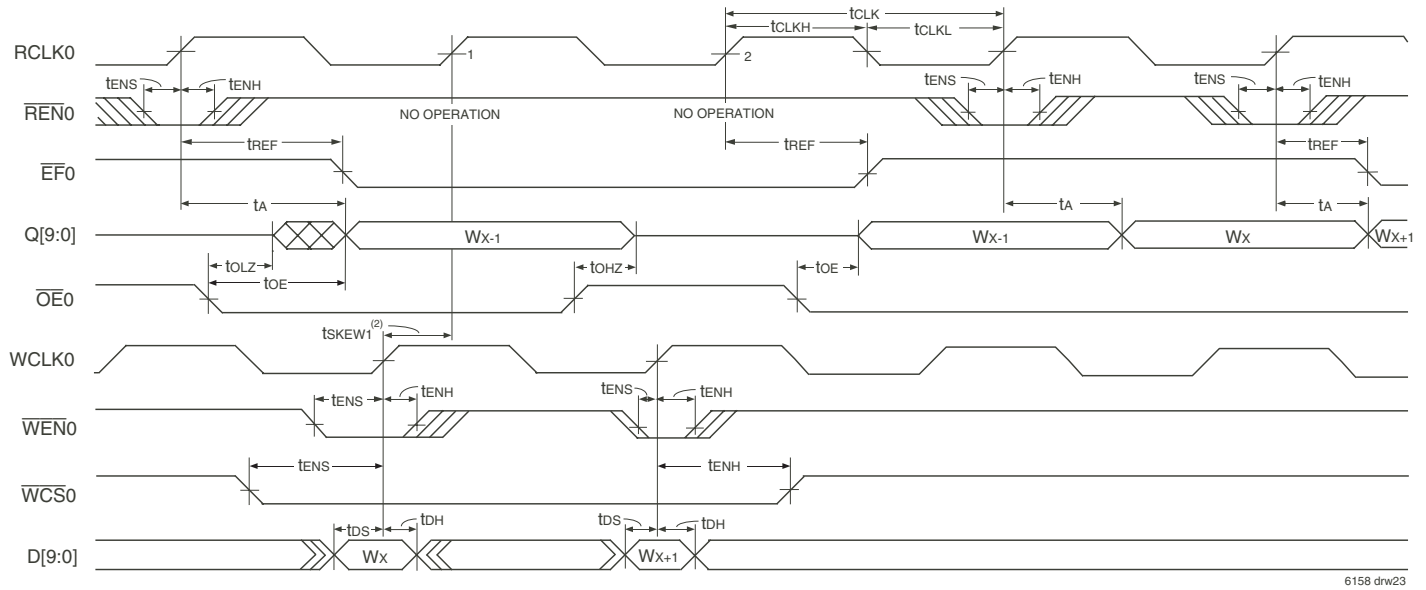 tCLK
tCLKH tCLKL
RCLK0 1 2
tENS tENH tENS tENH tENS tENH
REN0 NO OPERATION NO OPERATION
tREF tREF tREF
EF0
tA tA tA
Q[9:0] WX-1 WX-1 WX WX+1
tOLZ tOHZ tOE
tOE
OE0
tSKEW1(2)
WCLK0
tENS tENH tENS tENH
WEN0
tENS tENH
WCS0
tDS tDH tDS tDH
D[9:0] WX WX+1
6158 drw23